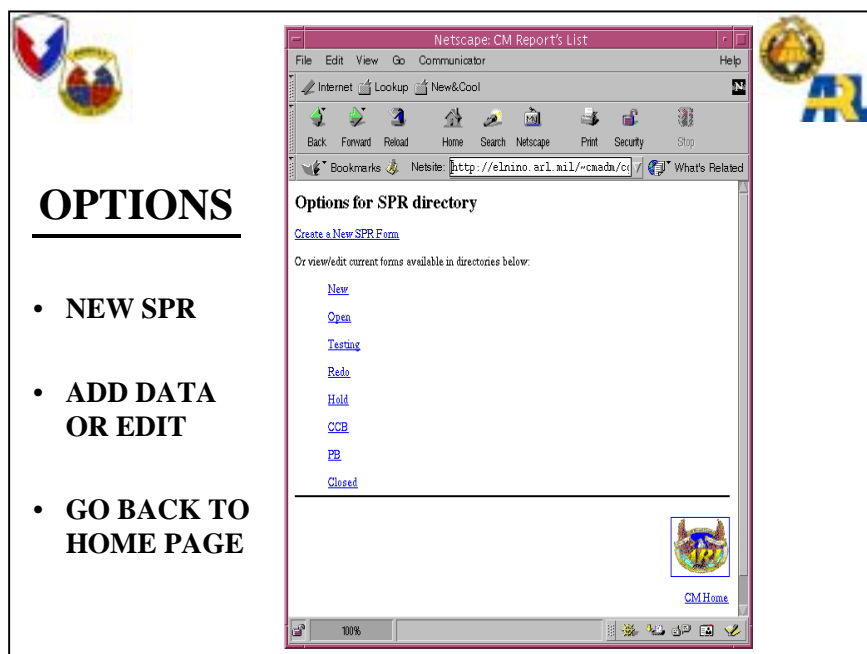 OPTIONS
• NEW SPR
• ADD DATA
OR EDIT
• GO BACK TO
HOME PAGE
Netscape: CM Report's List
File Edit View Go Communicator Help
Internet Lookup New&Cool
N
Back Forward Reload Home Search Netscape Print Security Stop
Bookmarks Netsite: http://elnino.arl.mil/~cmadm/cg What's Related
Options for SPR directory
Create a New SPR Form
Or view/edit current forms available in directories below:
New
Open
Testing
Redo
Hold
CCB
PB
Closed
ARL
CM Home
100%
ARL